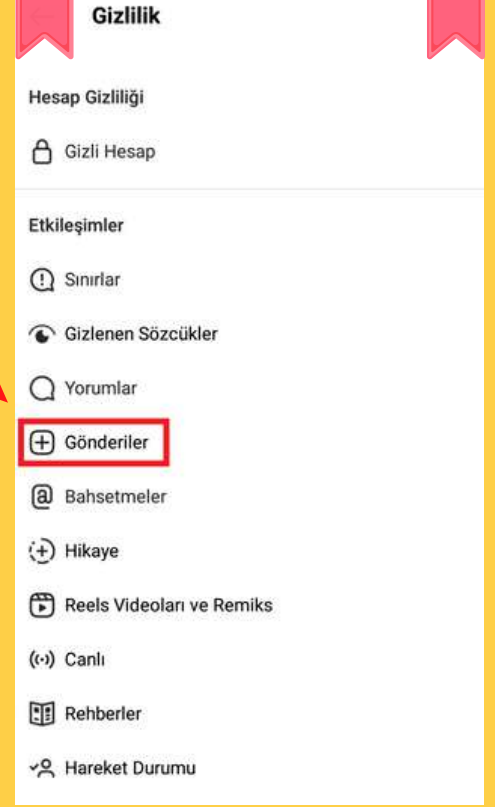 Gizlilik
Hesap Gizliliği
Gizli Hesap
Etkileşimler
Sınırlar
Gizlenen Sözcükler
Yorumlar
Gönderiler
Bahsetmeler
Hikaye
Reels Videoları ve Remiks
Canlı
Rehberler
Hareket Durumu